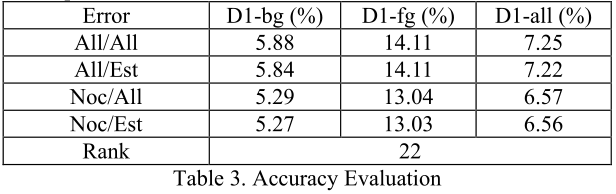 Error D1-bg (%) D1-fg (%) D1-all (%)
All/All 5.88 14.11 7.25
All/Est 5.84 14.11 7.22
Noc/All 5.29 13.04 6.57
Noc/Est 5.27 13.03 6.56
Rank 22
Table 3. Accuracy Evaluation